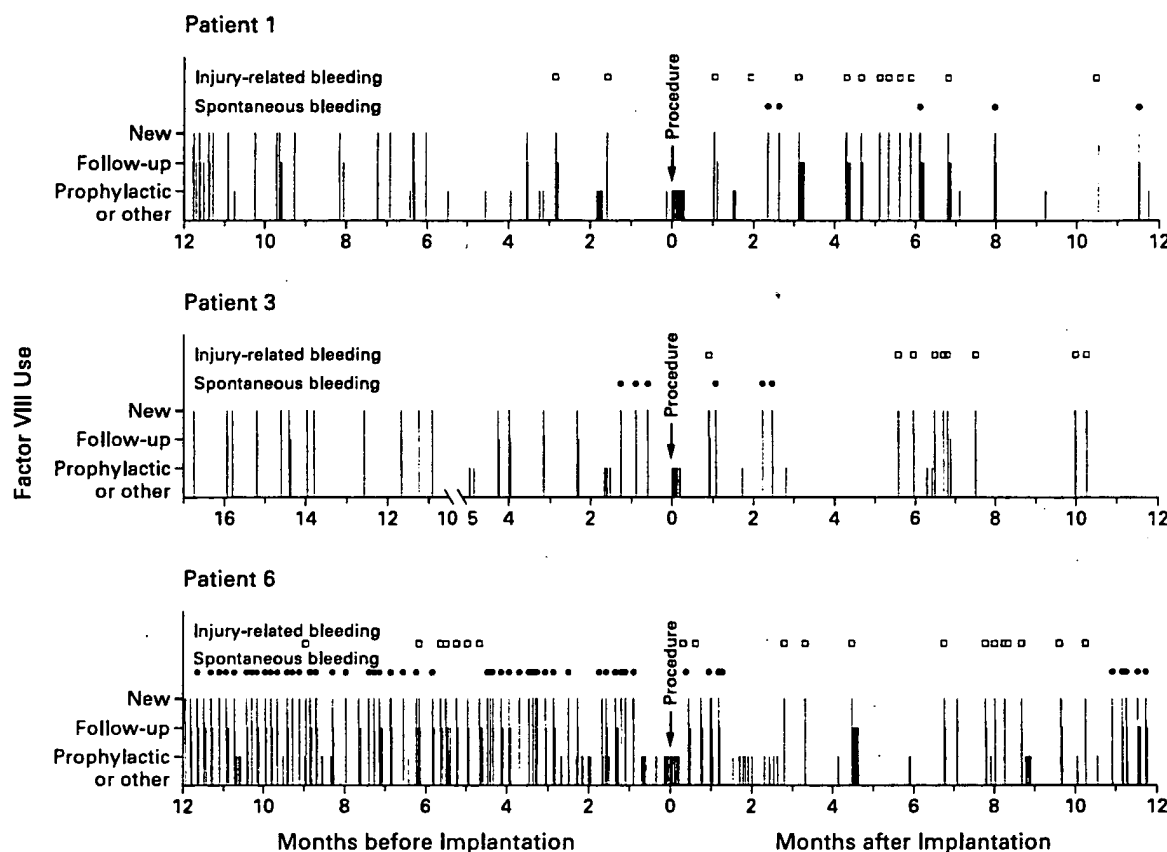 Patient 1
Injury-related bleeding
Spontaneous bleeding
Procedure
New
Follow-up
Prophylactic
or other
12 10 8 6 4 2 0 2 4 6 8 10 12
Patient 3
Factor VIII Use
Injury-related bleeding
Spontaneous bleeding
Procedure
New
Follow-up
Prophylactic
or other
16 14 12 10 5 4 2 0 2 4 6 8 10 12
Patient 6
Injury-related bleeding
Spontaneous bleeding
Procedure
New
Follow-up
Prophylactic
or other
12 10 8 6 4 2 0 2 4 6 8 10 12
Months before Implantation Months after Implantation